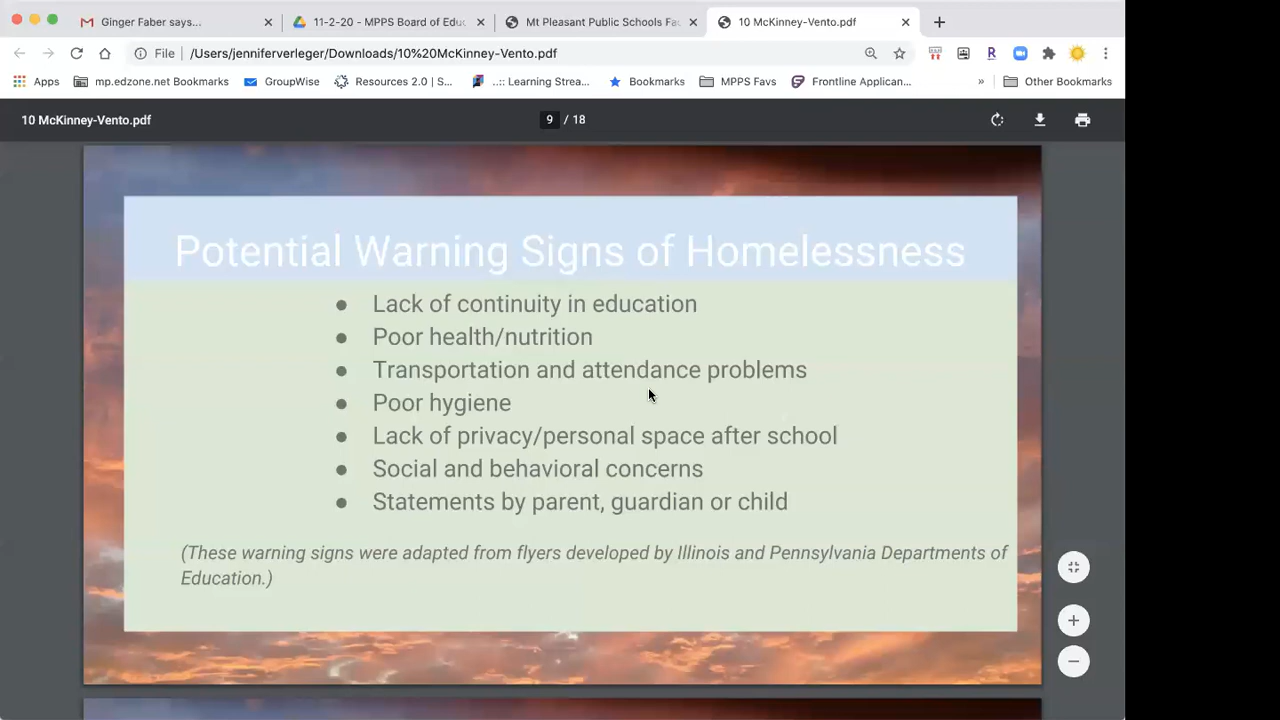 Ginger Faber says...
11-2-20 - MPPS Board of Educ
Mt Pleasant Public Schools Fac
10 McKinney-Vento.pdf
File
/Users/jenniferverleger/Downloads/10%20McKinney-Vento.pdf
Apps
mp.edzone.net Bookmarks
GroupWise
Resources 2.0 | S...
..:: Learning Strea...
Bookmarks
MPPS Favs
Frontline Applican...
»
Other Bookmarks
10 McKinney-Vento.pdf
9 / 18
Potential Warning Signs of Homelessness
● Lack of continuity in education
● Poor health/nutrition
● Transportation and attendance problems
● Poor hygiene
● Lack of privacy/personal space after school
● Social and behavioral concerns
● Statements by parent, guardian or child
(These warning signs were adapted from flyers developed by Illinois and Pennsylvania Departments of
Education.)